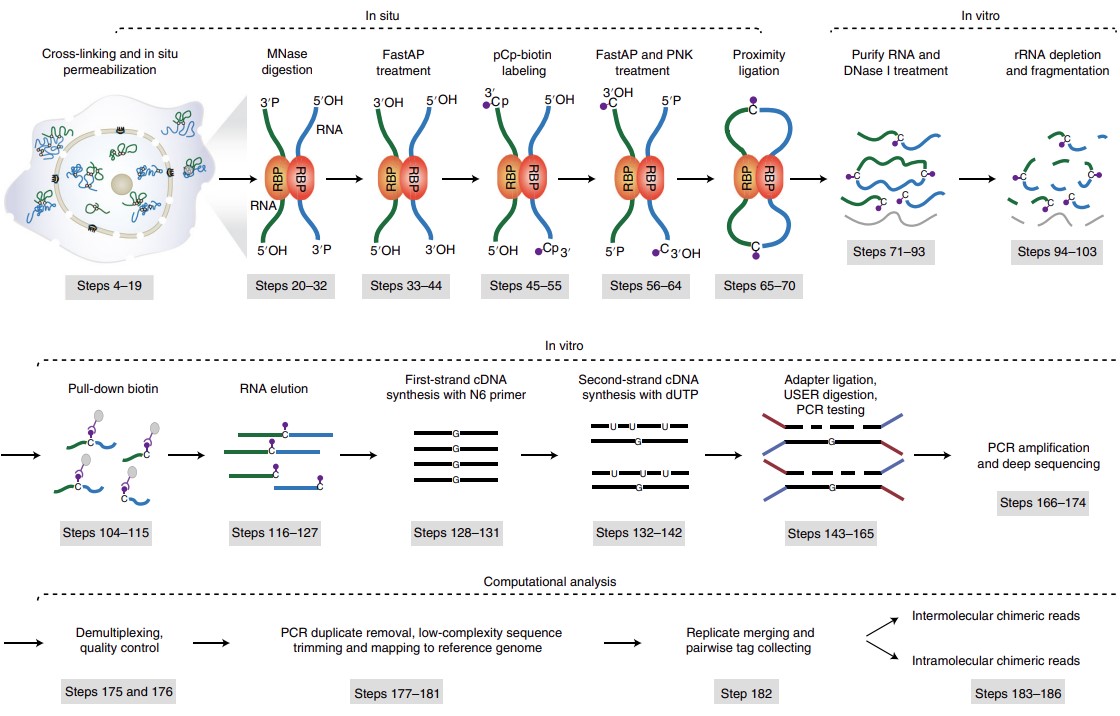 In situ
In vitro
Cross-linking and in situ
permeabilization
MNase
digestion
FastAP
treatment
pCp-biotin
labeling
FastAP and PNK
treatment
Proximity
ligation
Purify RNA and
DNase I treatment
rRNA depletion
and fragmentation
3′P
5′OH
RNA
RBP
RBP
RNA
5′OH
3′P
3′OH
5′OH
RBP
RBP
5′OH
3′OH
3′
Cp
5′OH
RBP
RBP
5′OH
Cp 3′
3′OH
C
5′P
RBP
RBP
5′P
C 3′OH
C
RBP
RBP
C
C
C
C
C
C
C
C
C
C
C
Steps 4–19
Steps 20–32
Steps 33–44
Steps 45–55
Steps 56–64
Steps 65–70
Steps 71–93
Steps 94–103
In vitro
Pull-down biotin
RNA elution
First-strand cDNA
synthesis with N6 primer
Second-strand cDNA
synthesis with dUTP
Adapter ligation,
USER digestion,
PCR testing
PCR amplification
and deep sequencing
C
C
C
C
C
C
C
C
G
G
G
G
U U U
G
U U U
G
G
G
Steps 104–115
Steps 116–127
Steps 128–131
Steps 132–142
Steps 143–165
Steps 166–174
Computational analysis
Demultiplexing,
quality control
PCR duplicate removal, low-complexity sequence
trimming and mapping to reference genome
Replicate merging and
pairwise tag collecting
Intermolecular chimeric reads
Intramolecular chimeric reads
Steps 175 and 176
Steps 177–181
Step 182
Steps 183–186